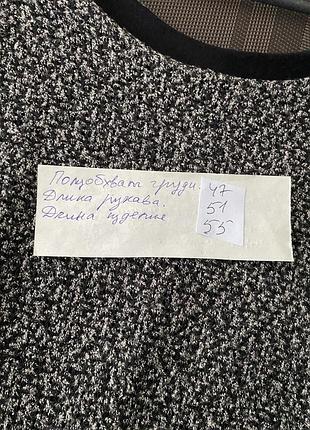 Полуобхват груди. 47
Длина рукава. 51
Длина изделия 55